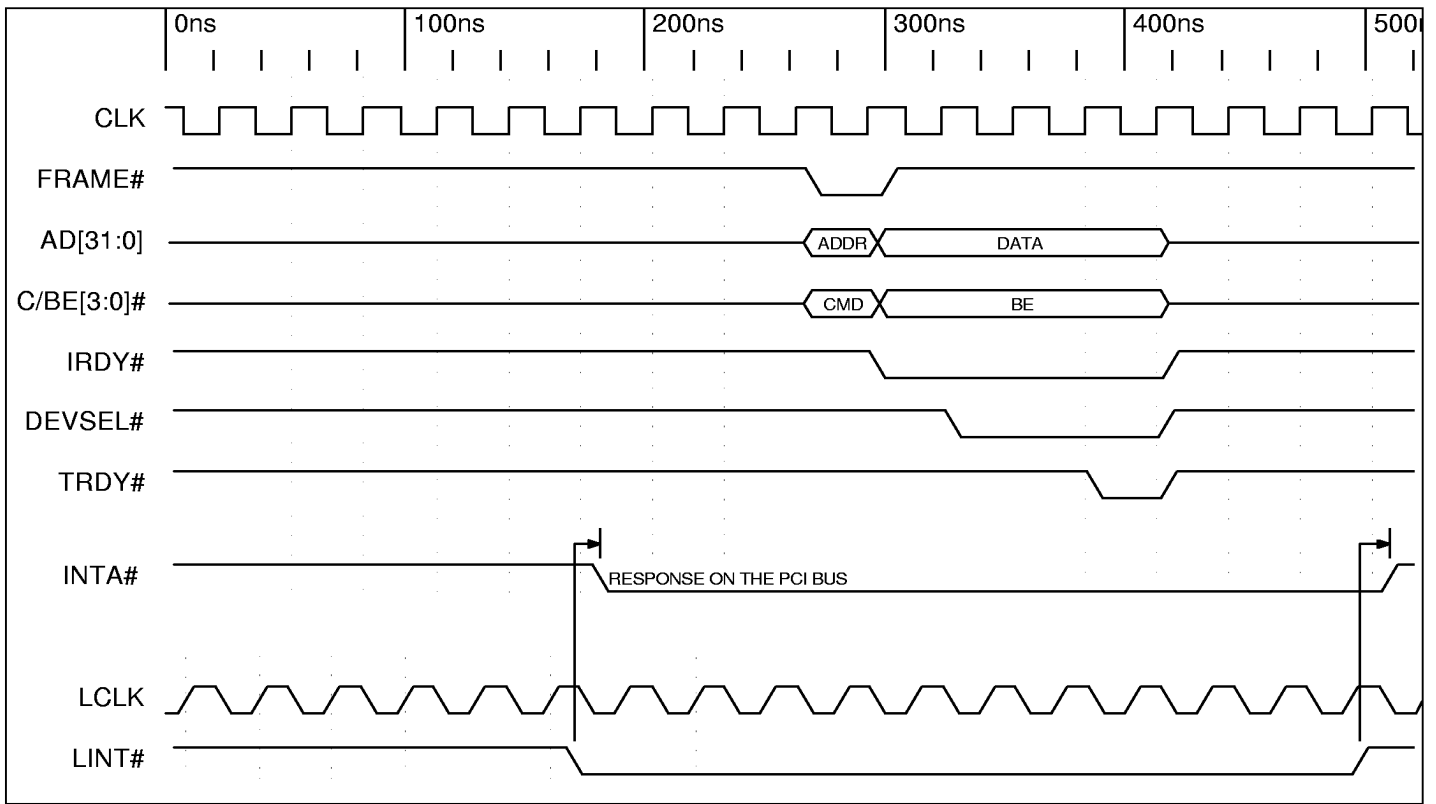 0ns 100ns 200ns 300ns 400ns 500
CLK
FRAME#
AD[31:0] ADDR DATA
C/BE[3:0]# CMD BE
IRDY#
DEVSEL#
TRDY#
INTA# RESPONSE ON THE PCI BUS
LCLK
LINT#